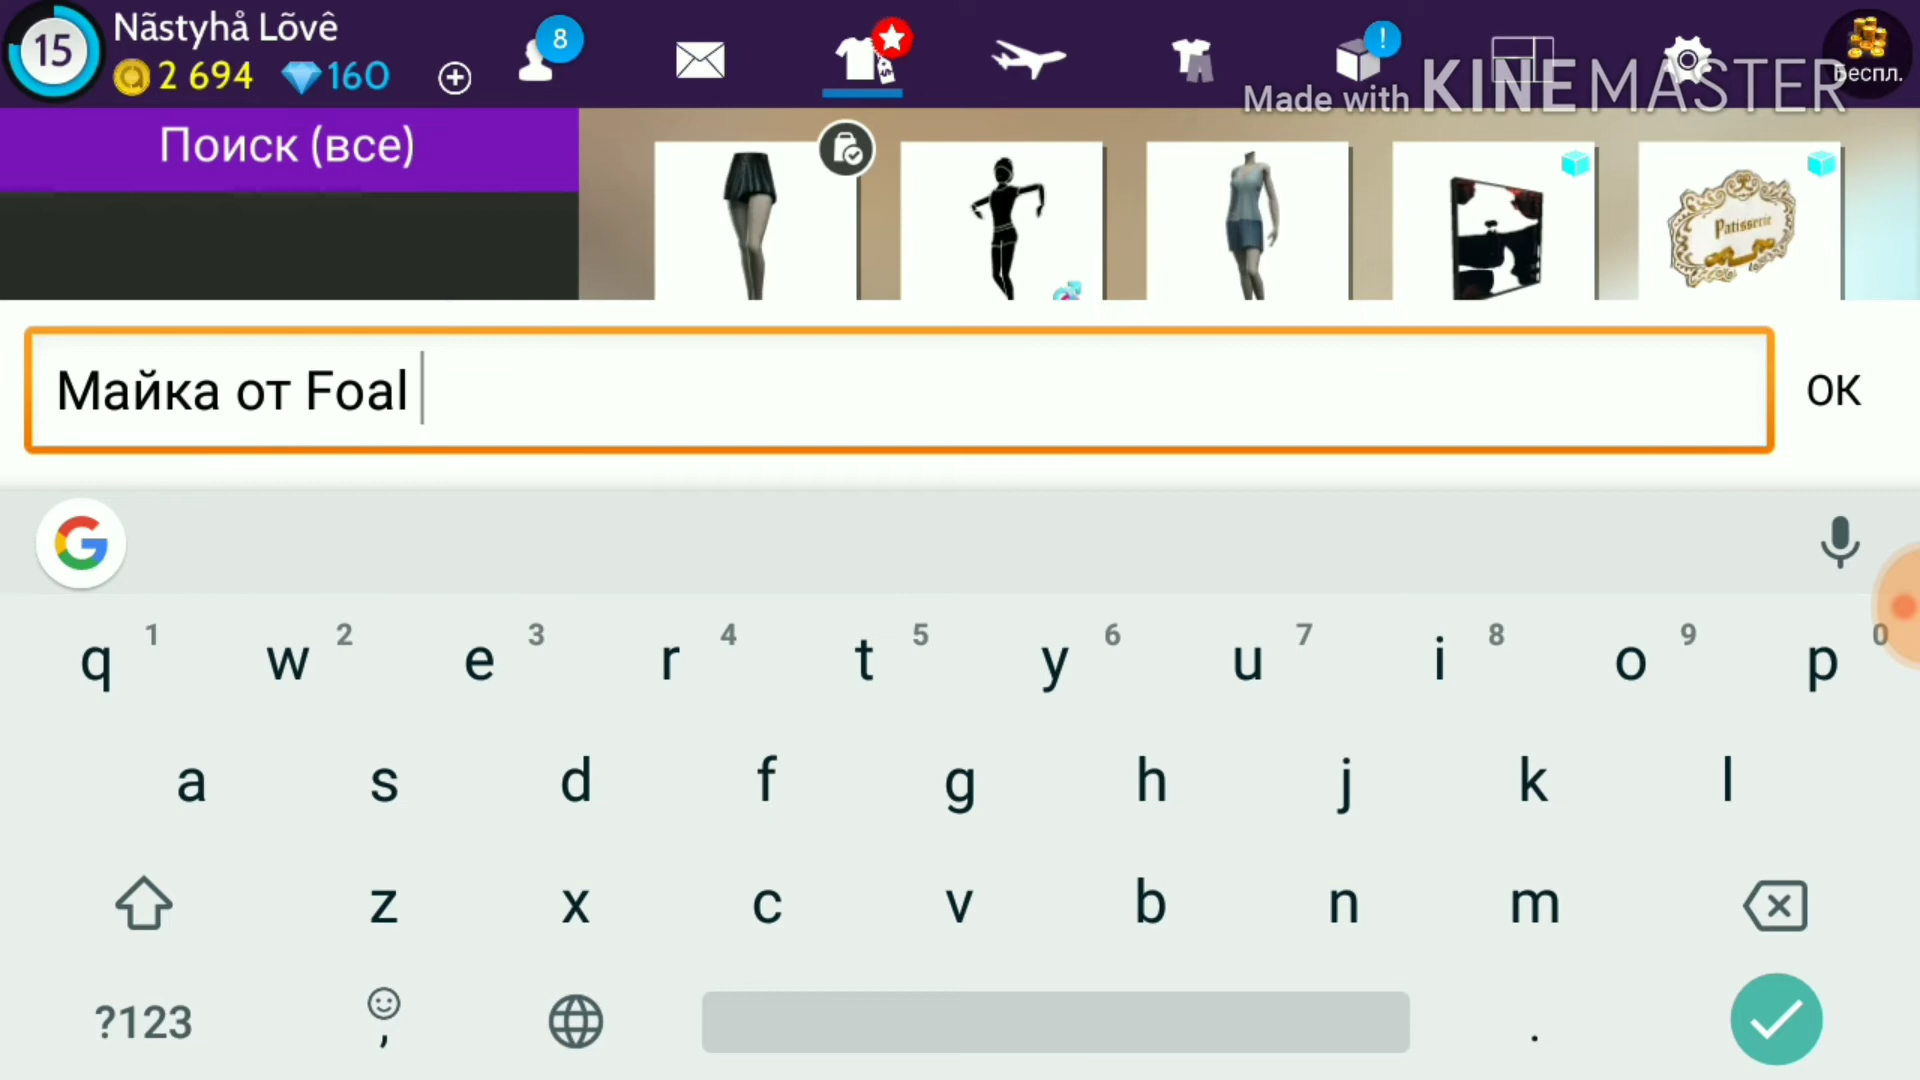 15
Nãstyhå Lõvê
2 694
160
8
!
Беспл.
Made with KINEMASTER
Поиск (все)
Patisserie
Майка от Foal
OK
G
q 1 w 2 e 3 r 4 t 5 y 6 u 7 i 8 o 9 p 0
a s d f g h j k l
z x c v b n m
?123 , .